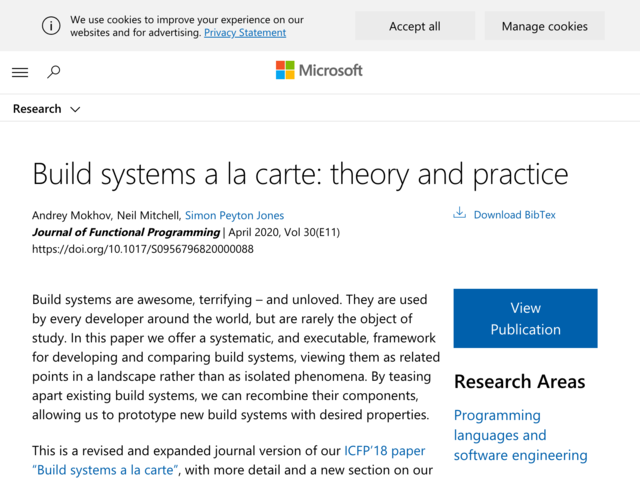 We use cookies to improve your experience on our
websites and for advertising. Privacy Statement
Accept all
Manage cookies
Microsoft
Research
Build systems a la carte: theory and practice
Andrey Mokhov, Neil Mitchell, Simon Peyton Jones
Journal of Functional Programming | April 2020, Vol 30(E11)
https://doi.org/10.1017/S0956796820000088
Download BibTex
Build systems are awesome, terrifying – and unloved. They are used
by every developer around the world, but are rarely the object of
study. In this paper we offer a systematic, and executable, framework
for developing and comparing build systems, viewing them as related
points in a landscape rather than as isolated phenomena. By teasing
apart existing build systems, we can recombine their components,
allowing us to prototype new build systems with desired properties.
This is a revised and expanded journal version of our ICFP’18 paper
“Build systems a la carte”, with more detail and a new section on our
View
Publication
Research Areas
Programming
languages and
software engineering